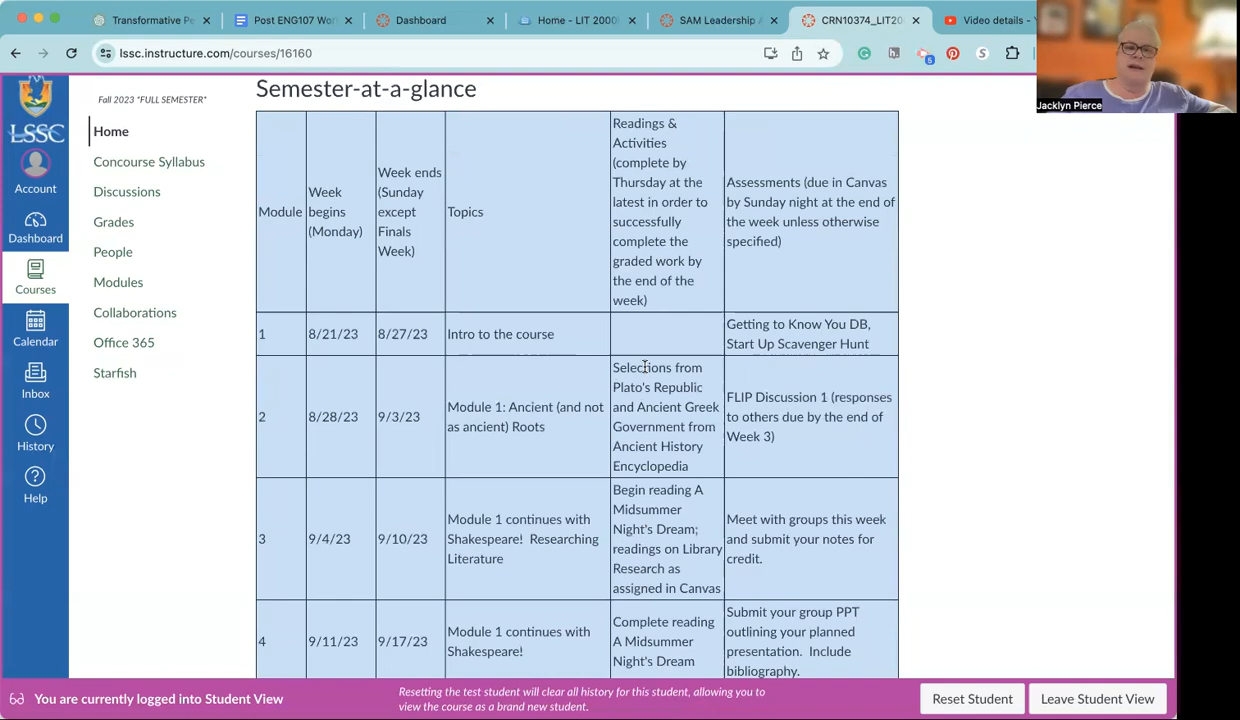 Transformative Pe
Post ENG107 Wor
Dashboard
Home - LIT 2000
SAM Leadership A
CRN10374_LIT20
Video details -
lssc.instructure.com/courses/16160
5
Jacklyn Pierce
LSSC
Account
Dashboard
Courses
Calendar
Inbox
History
Help
Fall 2023 *FULL SEMESTER*
Home
Concourse Syllabus
Discussions
Grades
People
Modules
Collaborations
Office 365
Starfish
Semester-at-a-glance
Module
Week
begins
(Monday)
Week ends
(Sunday
except
Finals
Week)
Topics
Readings &
Activities
(complete by
Thursday at the
latest in order to
successfully
complete the
graded work by
the end of the
week)
Assessments (due in Canvas
by Sunday night at the end of
the week unless otherwise
specified)
1
8/21/23
8/27/23
Intro to the course
Getting to Know You DB,
Start Up Scavenger Hunt
2
8/28/23
9/3/23
Module 1: Ancient (and not
as ancient) Roots
Selections from
Plato's Republic
and Ancient Greek
Government from
Ancient History
Encyclopedia
FLIP Discussion 1 (responses
to others due by the end of
Week 3)
3
9/4/23
9/10/23
Module 1 continues with
Shakespeare! Researching
Literature
Begin reading A
Midsummer
Night's Dream;
readings on Library
Research as
assigned in Canvas
Meet with groups this week
and submit your notes for
credit.
4
9/11/23
9/17/23
Module 1 continues with
Shakespeare!
Complete reading
A Midsummer
Night's Dream
Submit your group PPT
outlining your planned
presentation. Include
bibliography.
You are currently logged into Student View
Resetting the test student will clear all history for this student, allowing you to
view the course as a brand new student.
Reset Student
Leave Student View